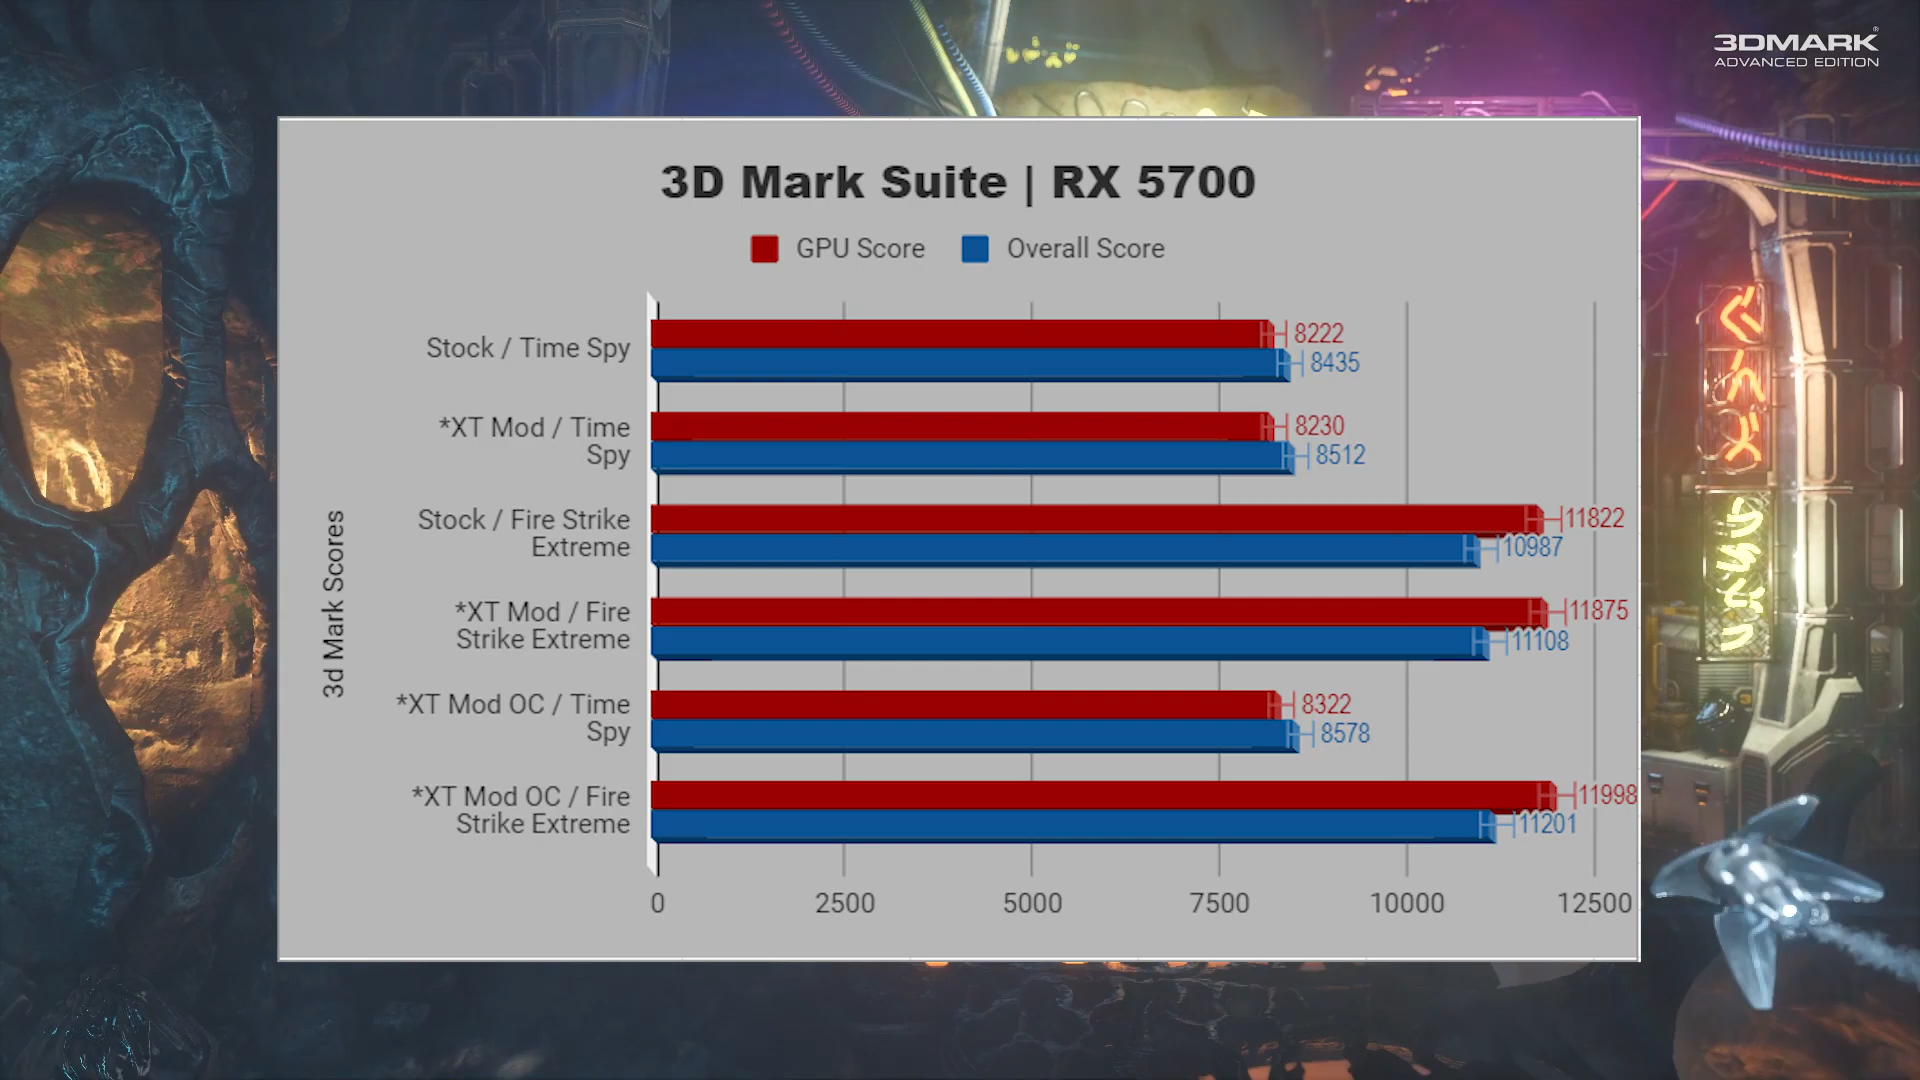 3DMARK®
ADVANCED EDITION
3D Mark Suite | RX 5700
GPU Score
Overall Score
3d Mark Scores
Stock / Time Spy
8222
8435
*XT Mod / Time
Spy
8230
8512
Stock / Fire Strike
Extreme
11822
10987
*XT Mod / Fire
Strike Extreme
11875
11108
*XT Mod OC / Time
Spy
8322
8578
*XT Mod OC / Fire
Strike Extreme
11998
11201
0
2500
5000
7500
10000
12500